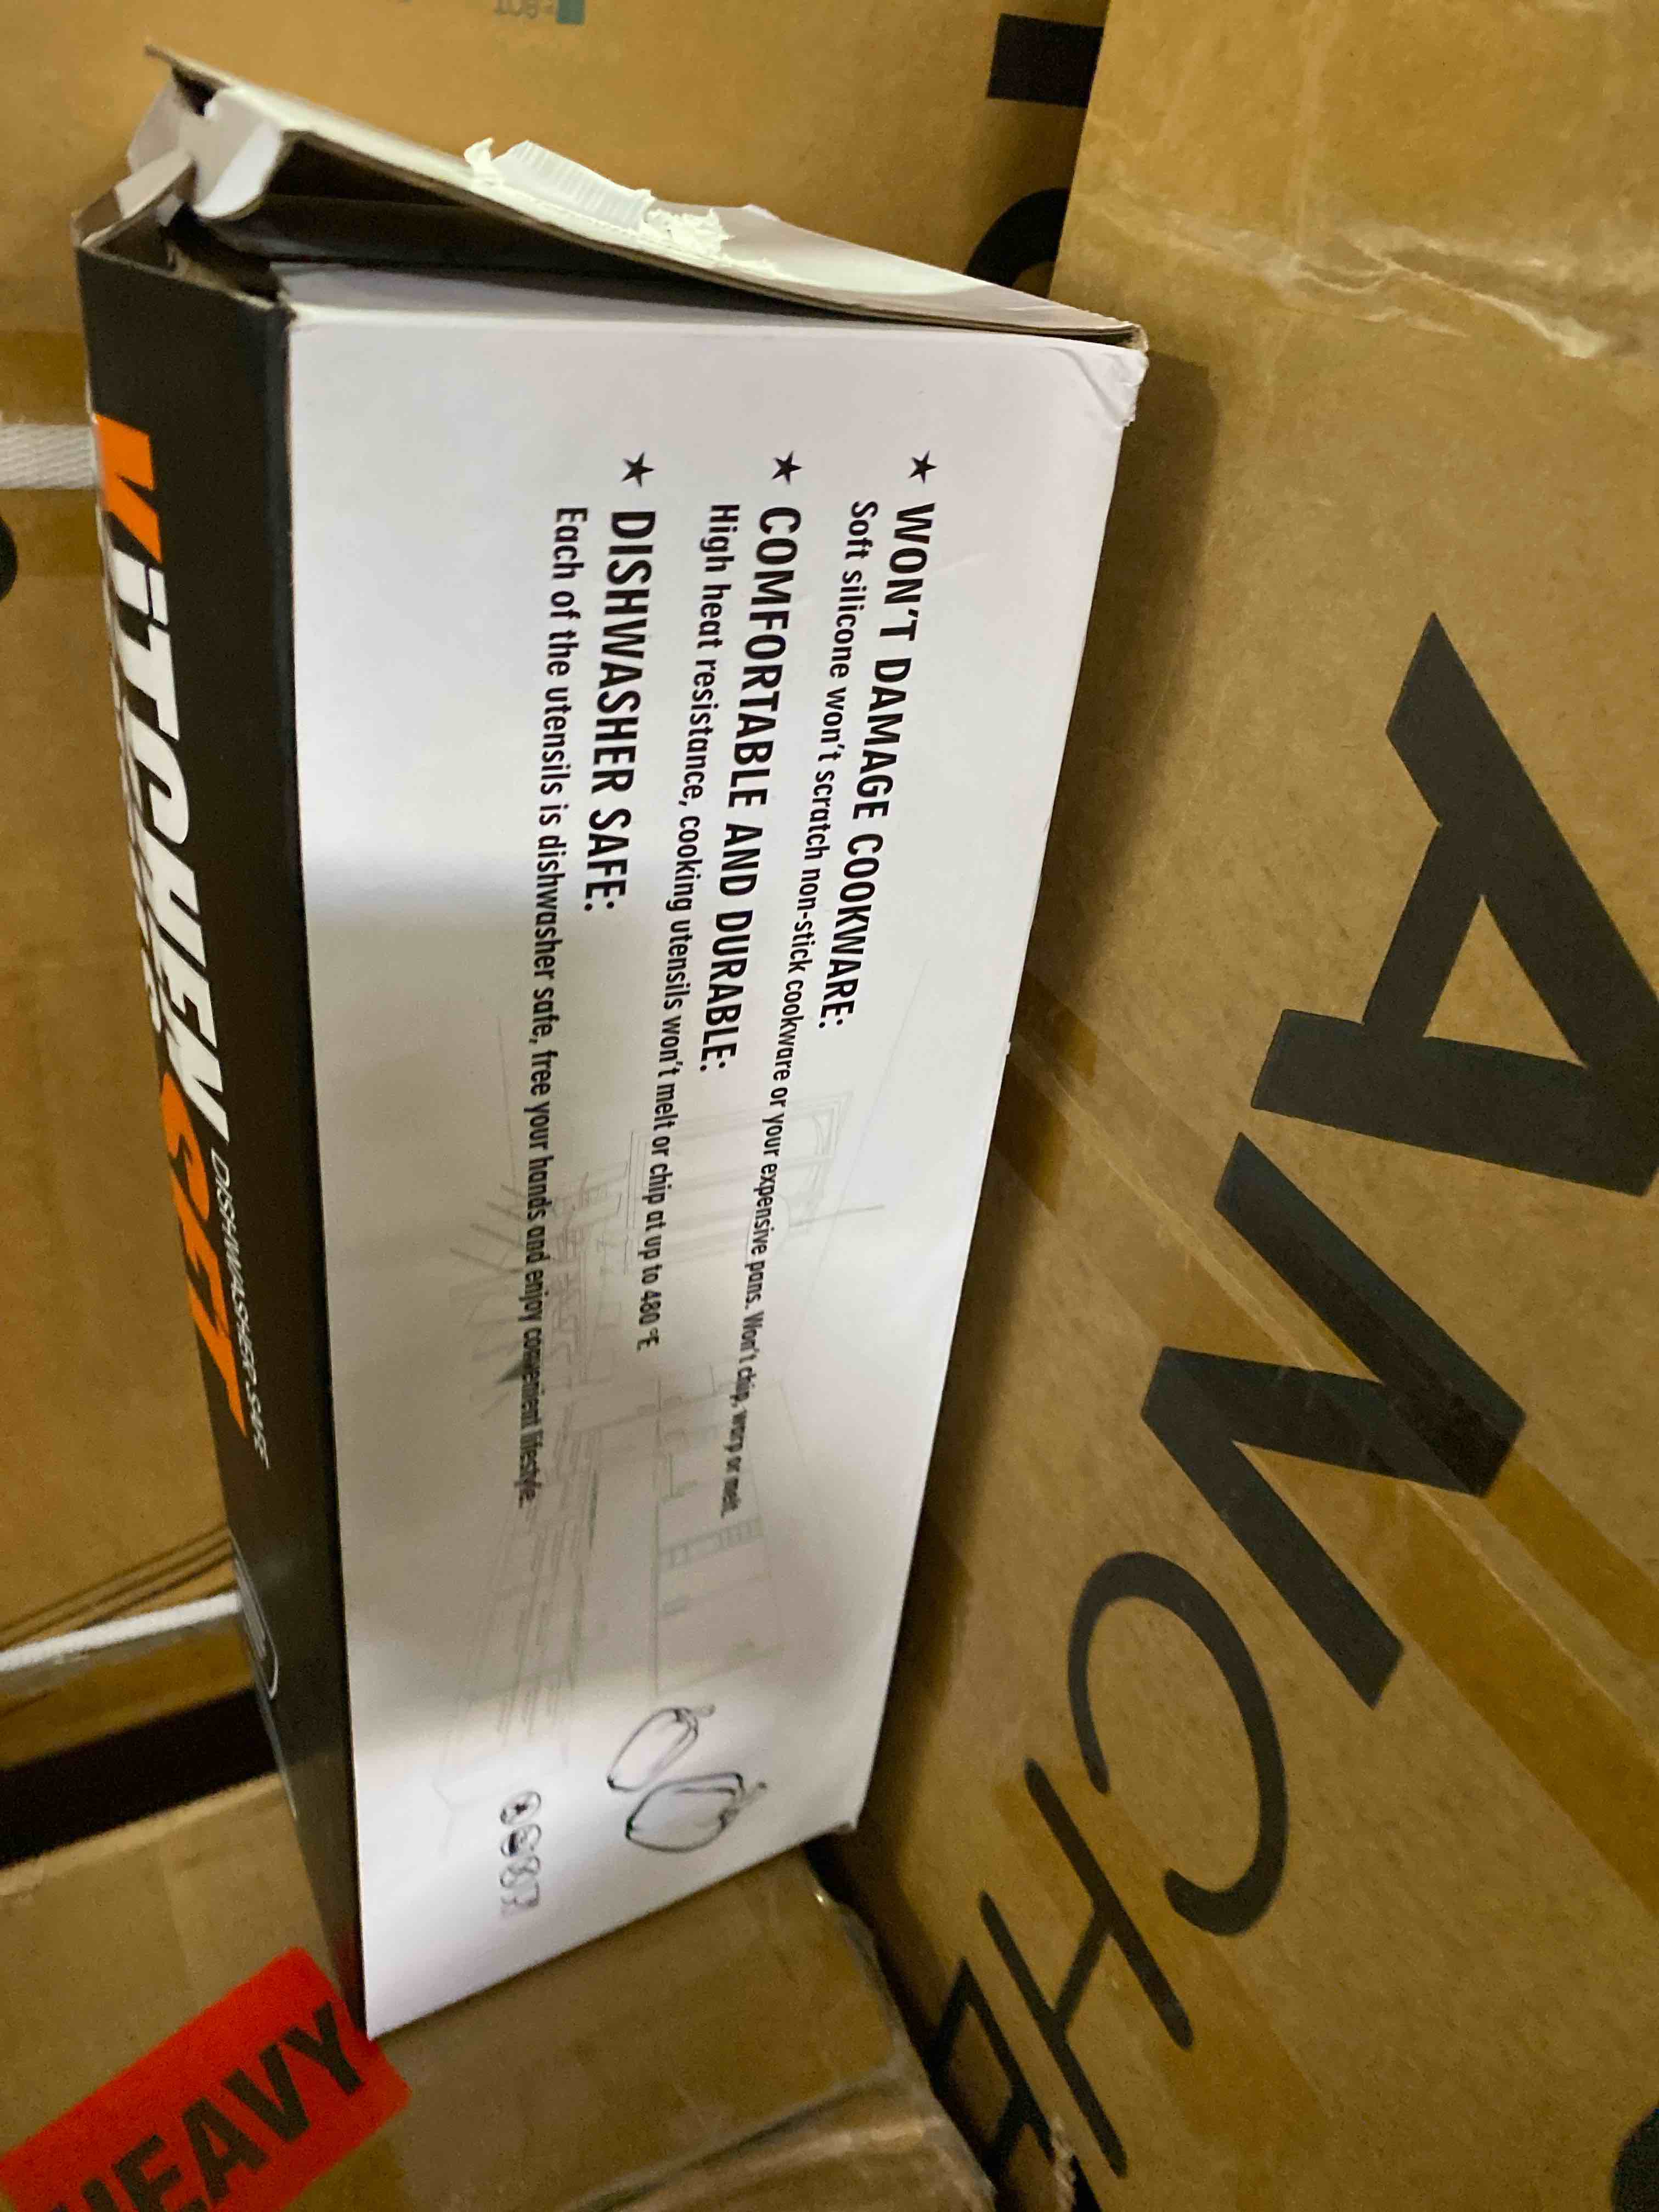 ★ WON'T DAMAGE COOKWARE:
Soft silicone won't scratch non-stick cookware or your expensive pans. Won't chip, warp or melt.
★ COMFORTABLE AND DURABLE:
High heat resistance, cooking utensils won't melt or chip at up to 480 °F.
★ DISHWASHER SAFE:
Each of the utensils is dishwasher safe, free your hands and enjoy convenient lifestyle.
DISHWASHER SAFE
KiTCHEN SET
HEAVY